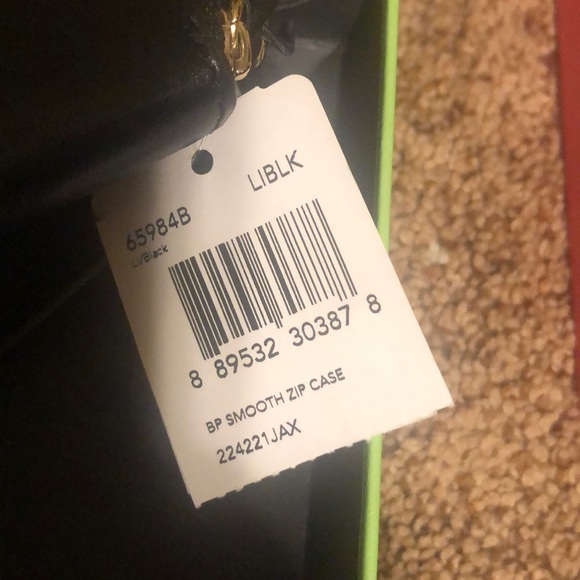 65984B LIBLK
LI/Black
8 89532 30387 8
BP SMOOTH ZIP CASE
224221JAX